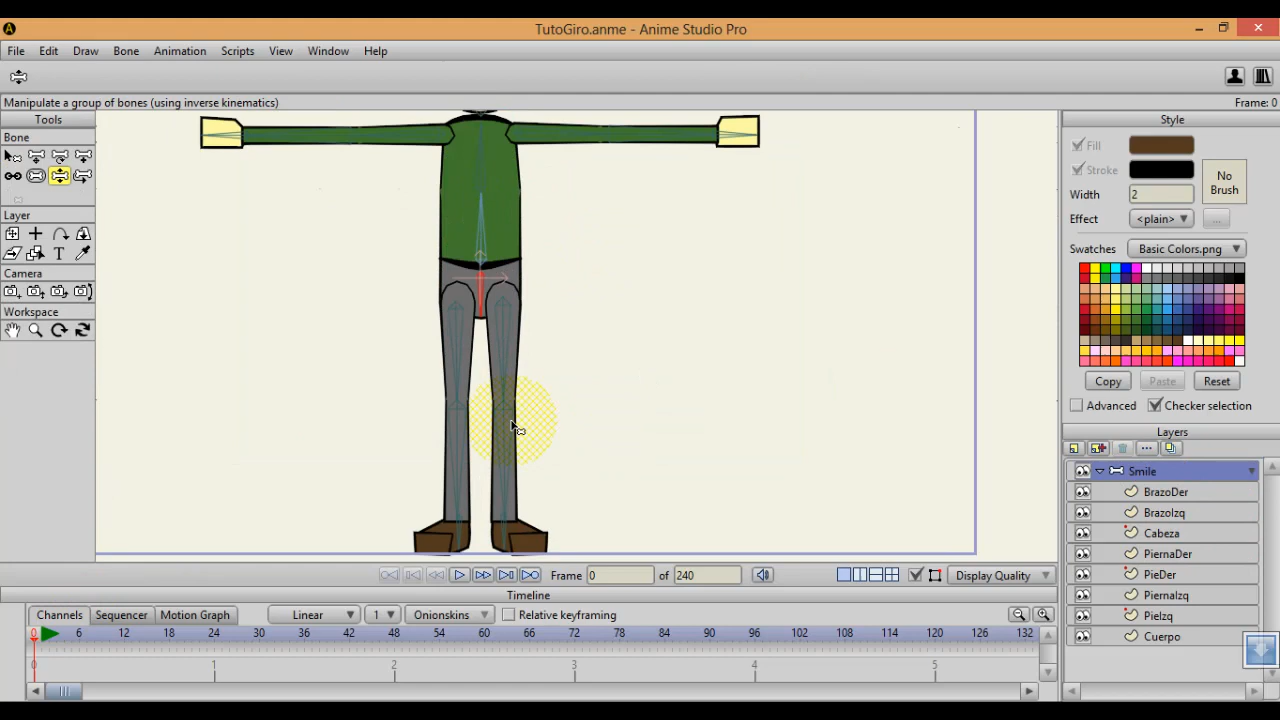 TutoGiro.anme - Anime Studio Pro
File Edit Draw Bone Animation Scripts View Window Help
Manipulate a group of bones (using inverse kinematics) Frame: 0
Tools
Bone
Layer
Camera
Workspace
Style
Fill
Stroke
No Brush
Width 2
Effect <plain> ...
Swatches Basic Colors.png
Copy Paste Reset
Advanced Checker selection
Layers
Smile
BrazoDer
BrazoIzq
Cabeza
PiernaDer
PieDer
PiernaIzq
PieIzq
Cuerpo
Frame 0 of 240 Display Quality
Timeline
Channels Sequencer Motion Graph Linear 1 Onionskins Relative keyframing
0 6 12 18 24 30 36 42 48 54 60 66 72 78 84 90 96 102 108 114 120 126 132
0 1 2 3 4 5